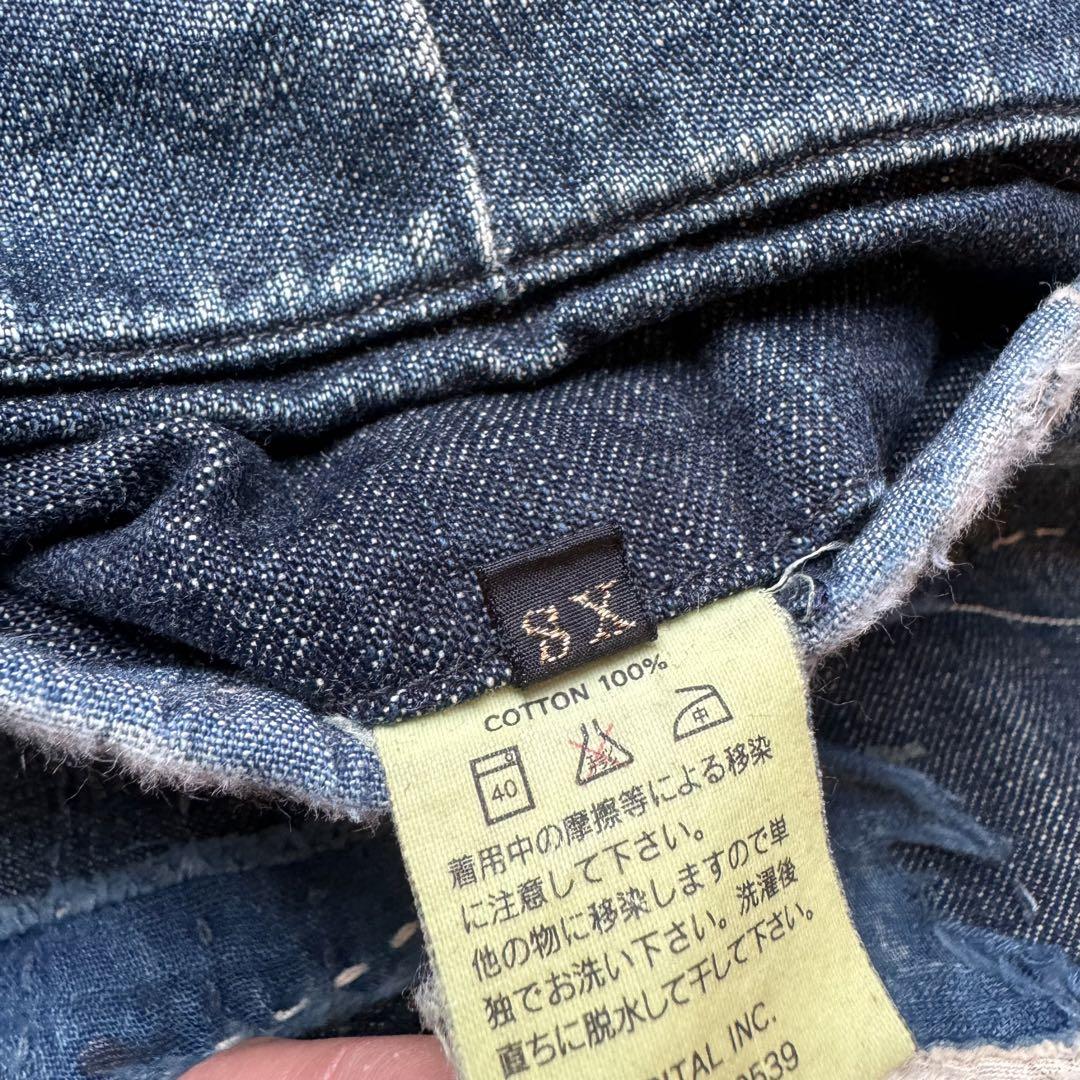 SX
COTTON 100%
40
中
着用中の摩擦等による移染
に注意して下さい。
他の物に移染しますので単
独でお洗い下さい。洗濯後
直ちに脱水して干して下さい。
INC.